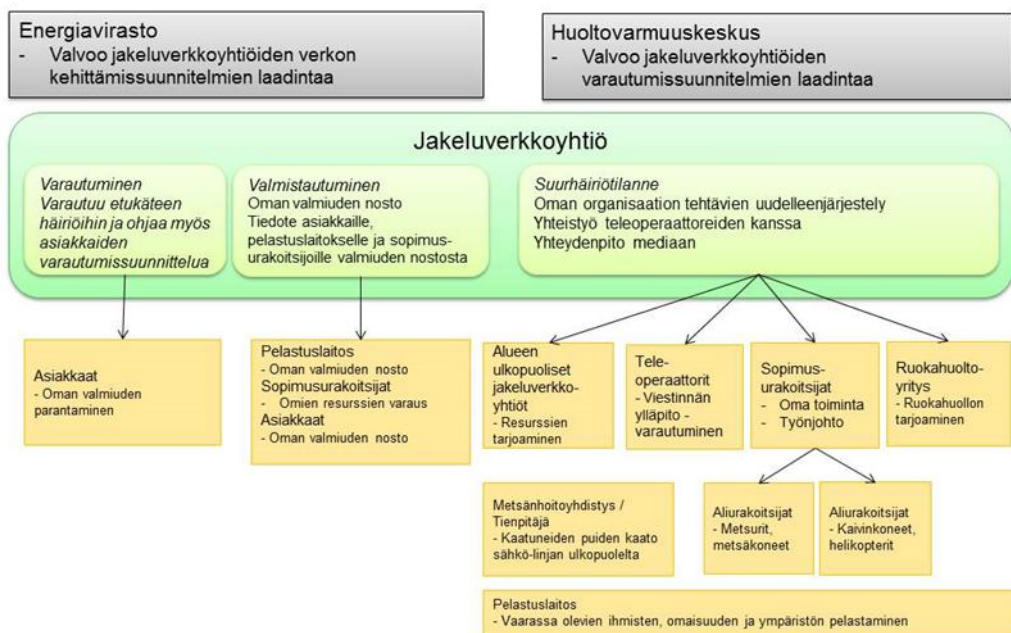 Energiavirasto
- Valvoo jakeluverkkoyhtiöiden verkon
kehittämissuunnitelmien laadintaa
Huoltovarmuuskeskus
- Valvoo jakeluverkkoyhtiöiden
varautumissuunnitelmien laadintaa
Jakeluverkkoyhtiö
Varautuminen
Varautuu etukäteen
häiriöihin ja ohjaa myös
asiakkaiden
varautumissuunnittelua
Valmistautuminen
Oman valmiuden nosto
Tiedote asiakkaille,
pelastuslaitokselle ja sopimus-
urakoitsijoille valmiuden nostosta
Suurhäiriötilanne
Oman organisaation tehtävien uudelleenjärjestely
Yhteistyö teleoperaattoreiden kanssa
Yhteydenpito mediaan
Asiakkaat
- Oman valmiuden
parantaminen
Pelastuslaitos
- Oman valmiuden nosto
Sopimusurakoitsijat
- Omien resurssien varaus
Asiakkaat
- Oman valmiuden nosto
Alueen
ulkopuoliset
jakeluverkko-
yhtiöt
- Resurssien
tarjoaminen
Tele-
operaattorit
- Viestinnän
ylläpito -
varautuminen
Sopimus-
urakoitsijat
- Oma toiminta
- Työnjohto
Ruokahuolto-
yritys
- Ruokahuollon
tarjoaminen
Metsänhoitoyhdistys /
Tienpitäjä
- Kaatuneiden puiden kaato
sähkö-linjan ulkopuolelta
Aliurakoitsijat
- Metsurit,
metsäkoneet
Aliurakoitsijat
- Kaivinkoneet,
helikopterit
Pelastuslaitos
- Vaarassa olevien ihmisten, omaisuuden ja ympäristön pelastaminen